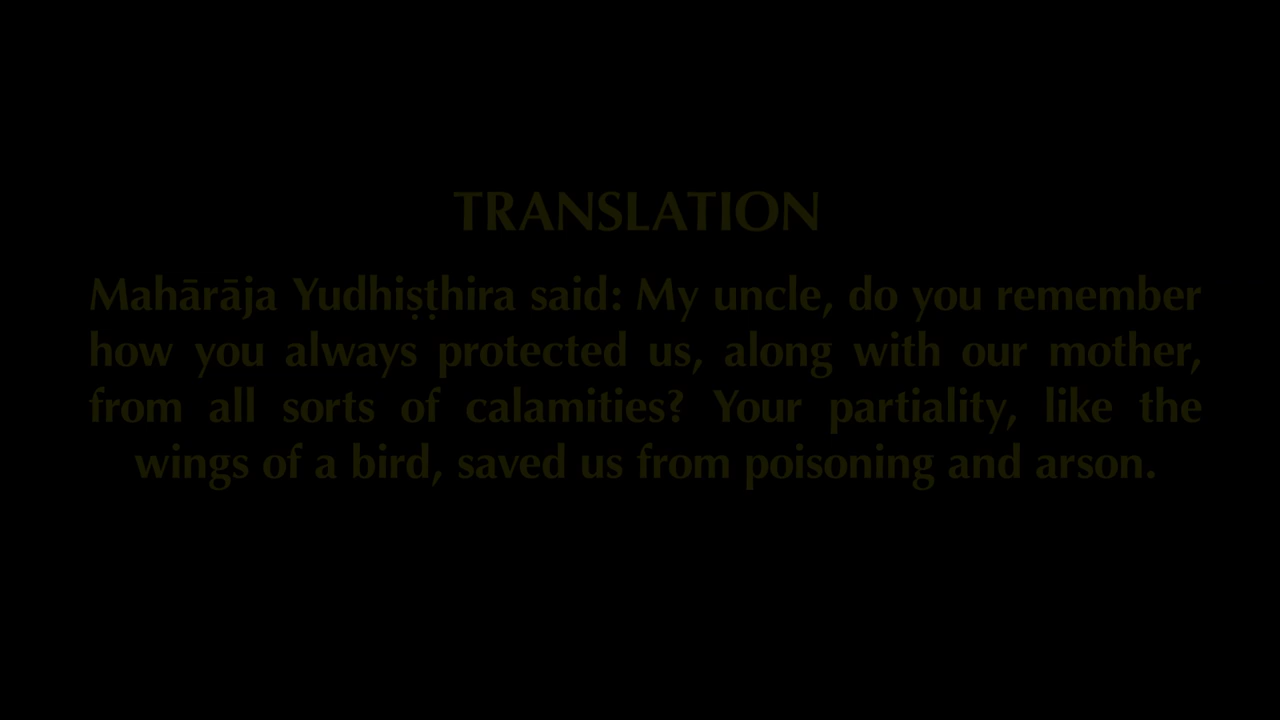 TRANSLATION
Mahārāja Yudhiṣṭhira said: My uncle, do you remember
how you always protected us, along with our mother,
from all sorts of calamities? Your partiality, like the
wings of a bird, saved us from poisoning and arson.